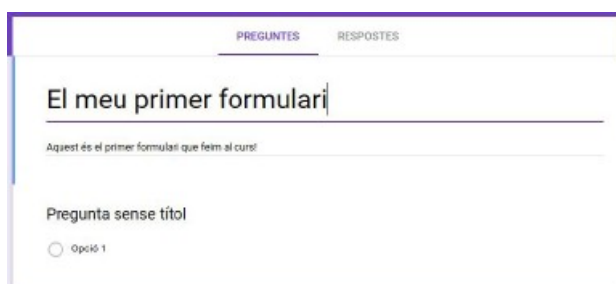 PREGUNTES RESPOSTES
El meu primer formulari
Aquest és el primer formulari que feim al curs!
Pregunta sense títol
Opció 1